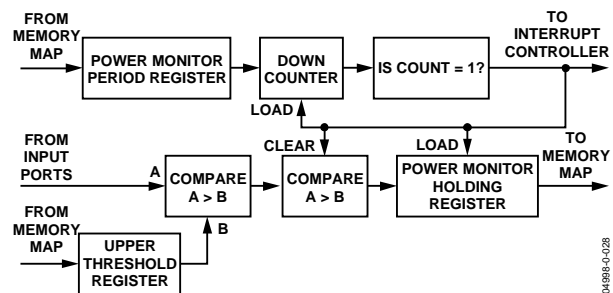 FROM
MEMORY
MAP
POWER MONITOR
PERIOD REGISTER
DOWN
COUNTER
IS COUNT = 1?
TO
INTERRUPT
CONTROLLER
LOAD
FROM
INPUT
PORTS
A
COMPARE
A > B
CLEAR
COMPARE
A > B
LOAD
POWER MONITOR
HOLDING
REGISTER
TO
MEMORY
MAP
FROM
MEMORY
MAP
B
UPPER
THRESHOLD
REGISTER
04998-0-028